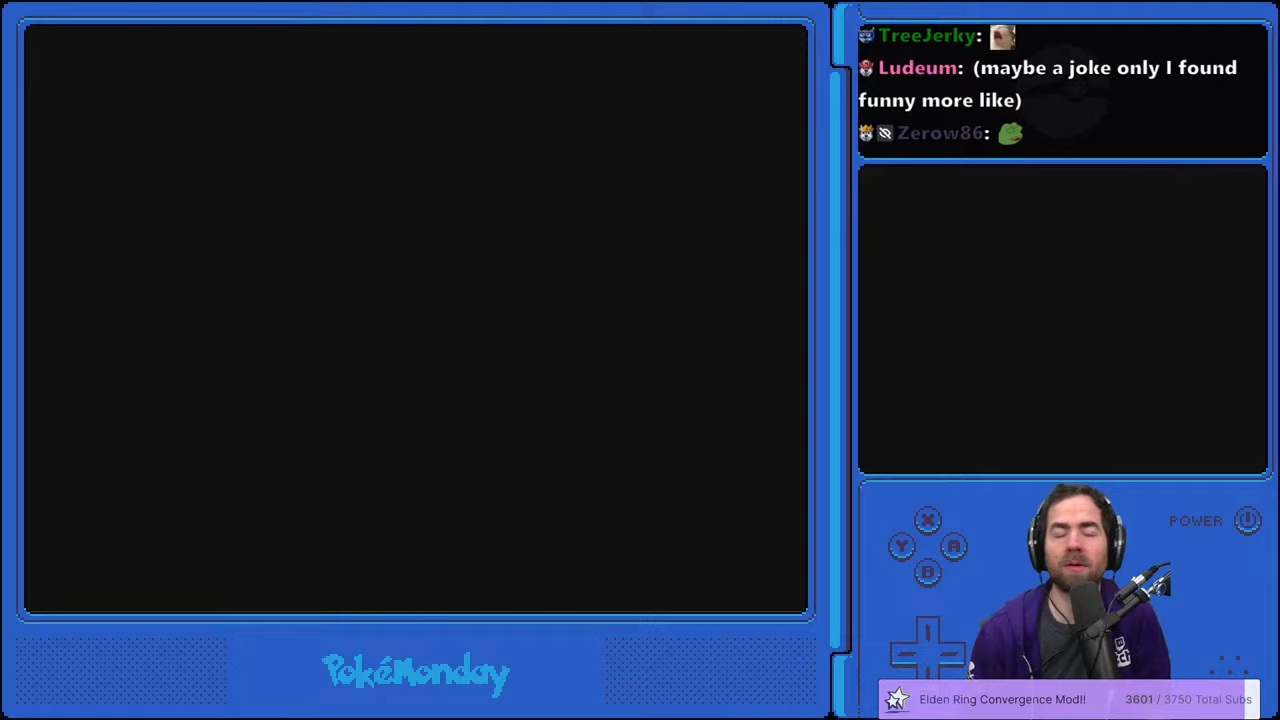 TreeJerky:
Ludeum: (maybe a joke only I found
funny more like)
Zerow86:
X
Y A
B
POWER
PokéMonday
Elden Ring Convergence Mod!! 3601 / 3750 Total Subs